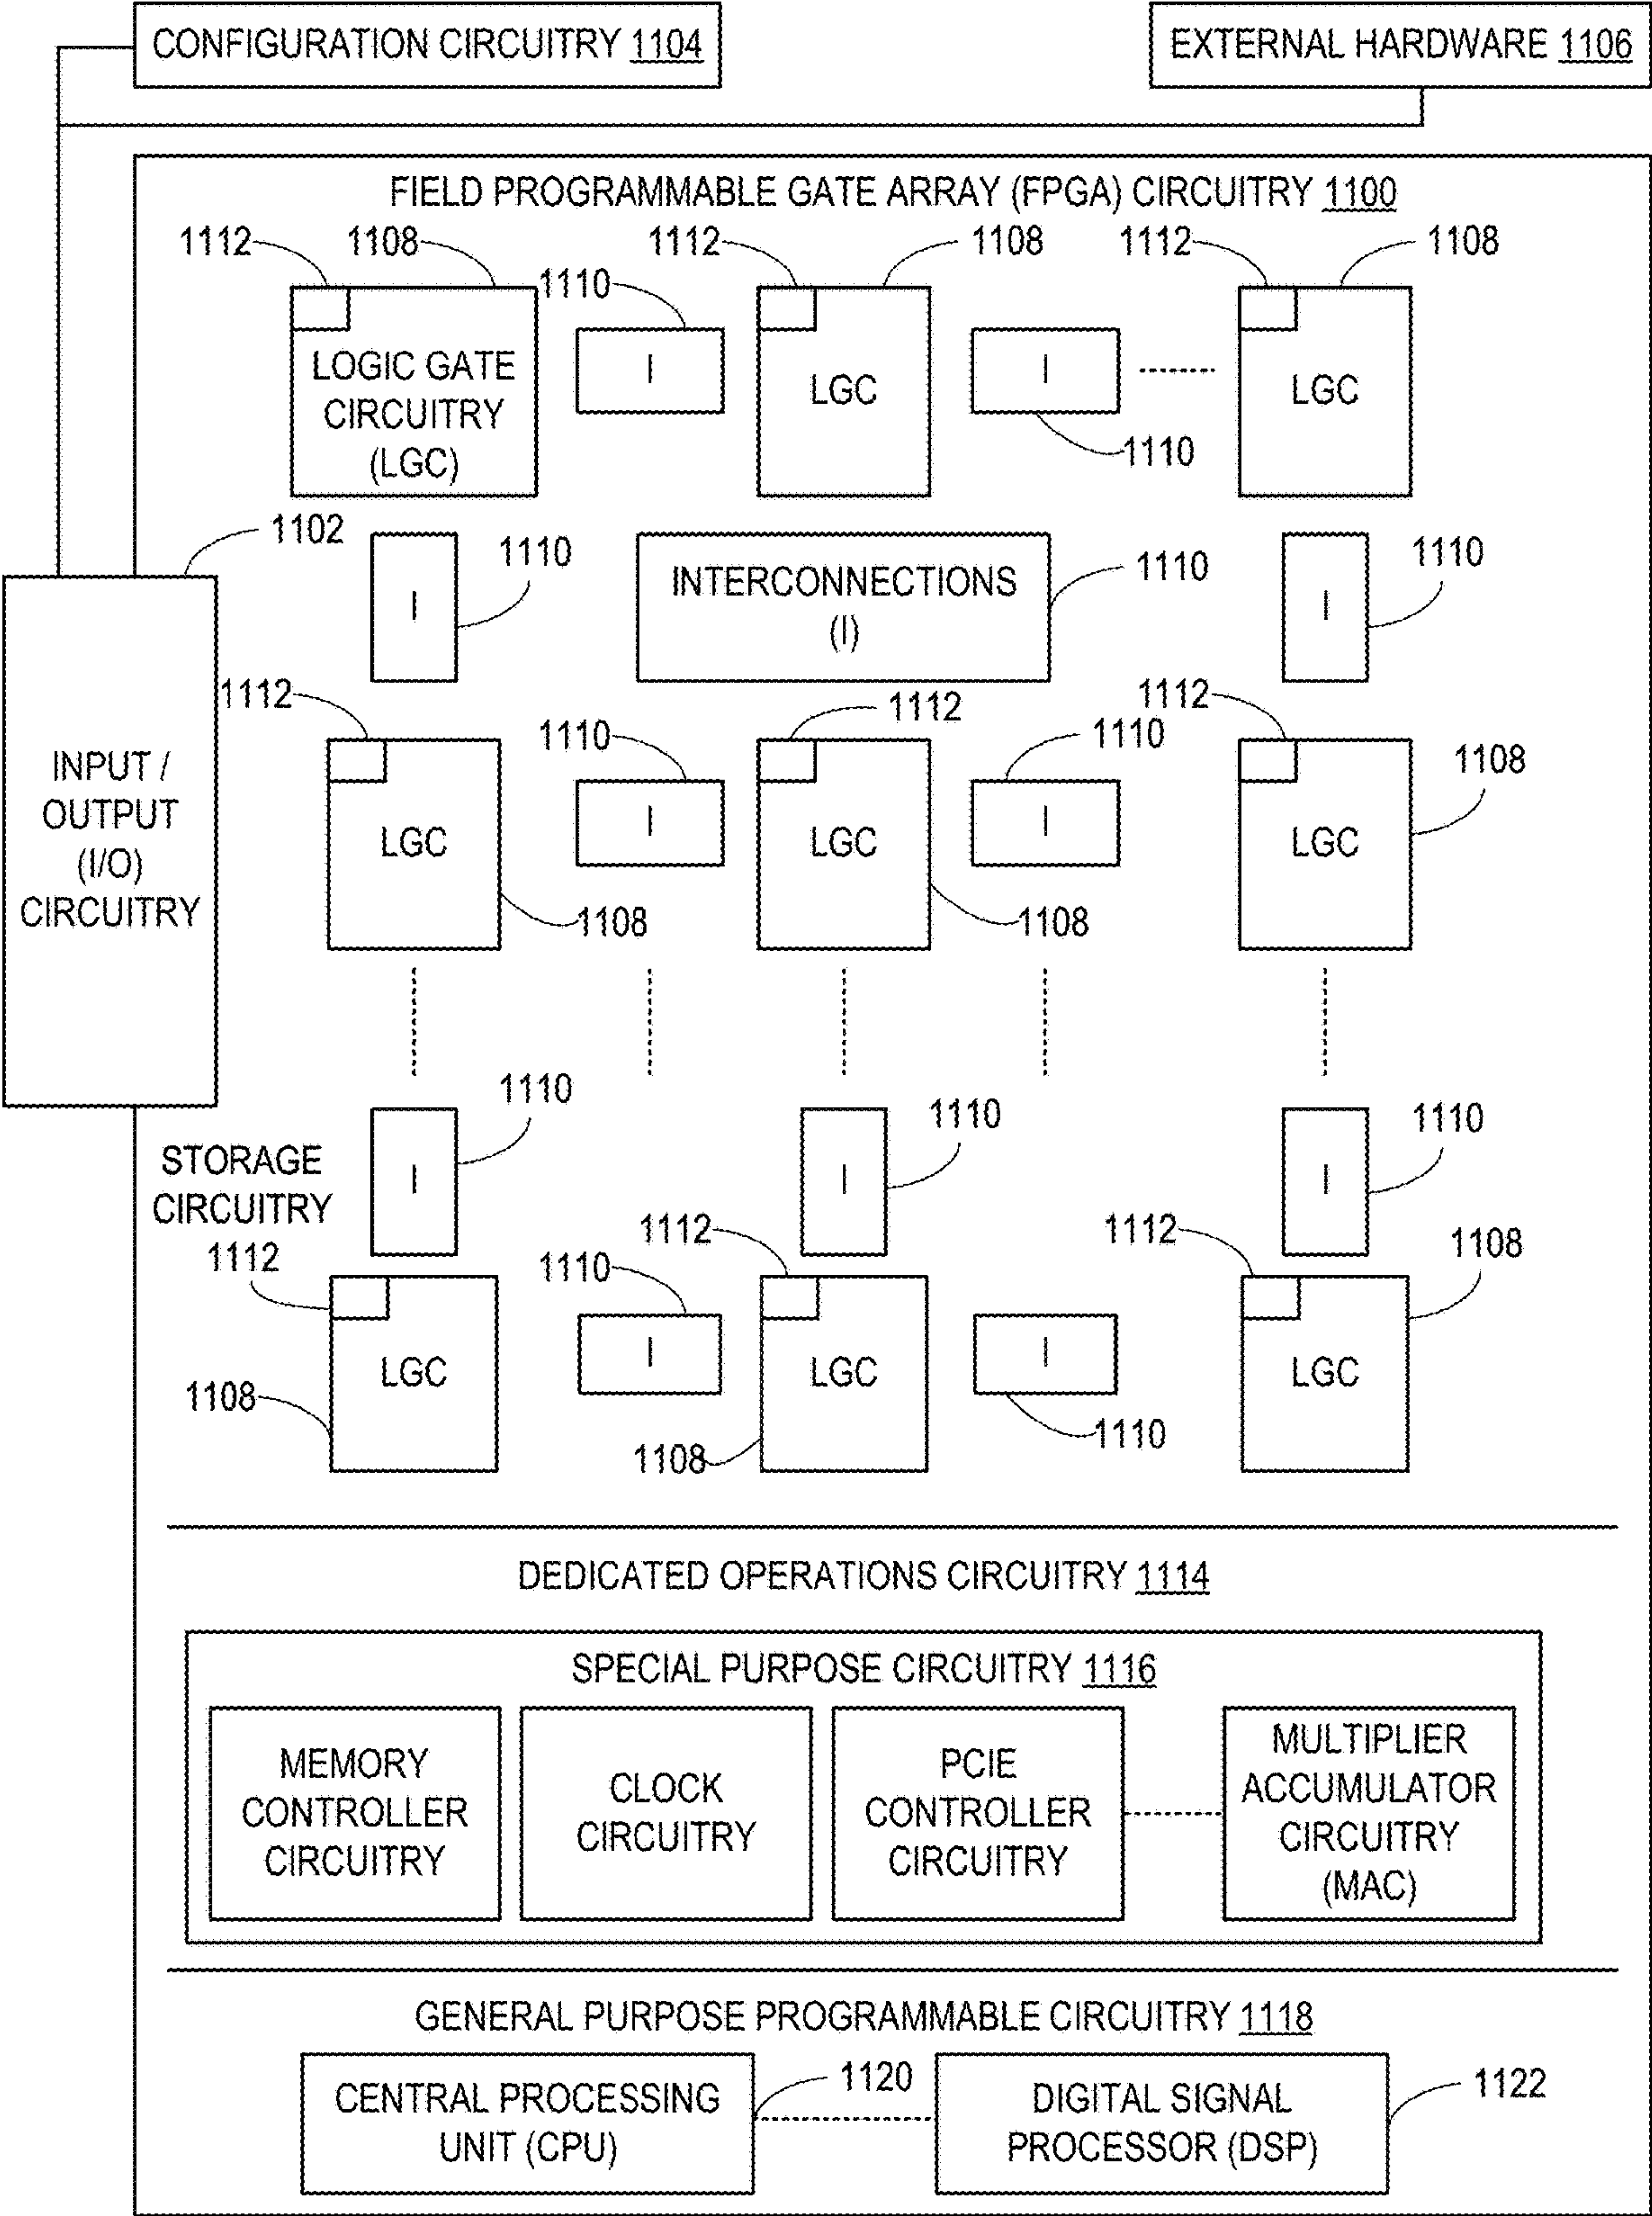 CONFIGURATION CIRCUITRY 1104
EXTERNAL HARDWARE 1106
FIELD PROGRAMMABLE GATE ARRAY (FPGA) CIRCUITRY 1100
1112
1108
1112
1108
1112
1108
1110
LOGIC GATE
CIRCUITRY
(LGC)
I
LGC
I
LGC
1110
1102
1110
INTERCONNECTIONS
(I)
1110
1110
I
I
1112
1112
1112
1110
1110
1108
INPUT /
OUTPUT
(I/O)
CIRCUITRY
LGC
I
LGC
I
LGC
1108
1108
1110
1110
1110
STORAGE
CIRCUITRY
I
I
I
1112
1112
1112
1108
1110
LGC
I
LGC
I
LGC
1108
1108
1110
DEDICATED OPERATIONS CIRCUITRY 1114
SPECIAL PURPOSE CIRCUITRY 1116
MEMORY
CONTROLLER
CIRCUITRY
CLOCK
CIRCUITRY
PCIE
CONTROLLER
CIRCUITRY
MULTIPLIER
ACCUMULATOR
CIRCUITRY
(MAC)
GENERAL PURPOSE PROGRAMMABLE CIRCUITRY 1118
CENTRAL PROCESSING
UNIT (CPU)
1120
DIGITAL SIGNAL
PROCESSOR (DSP)
1122